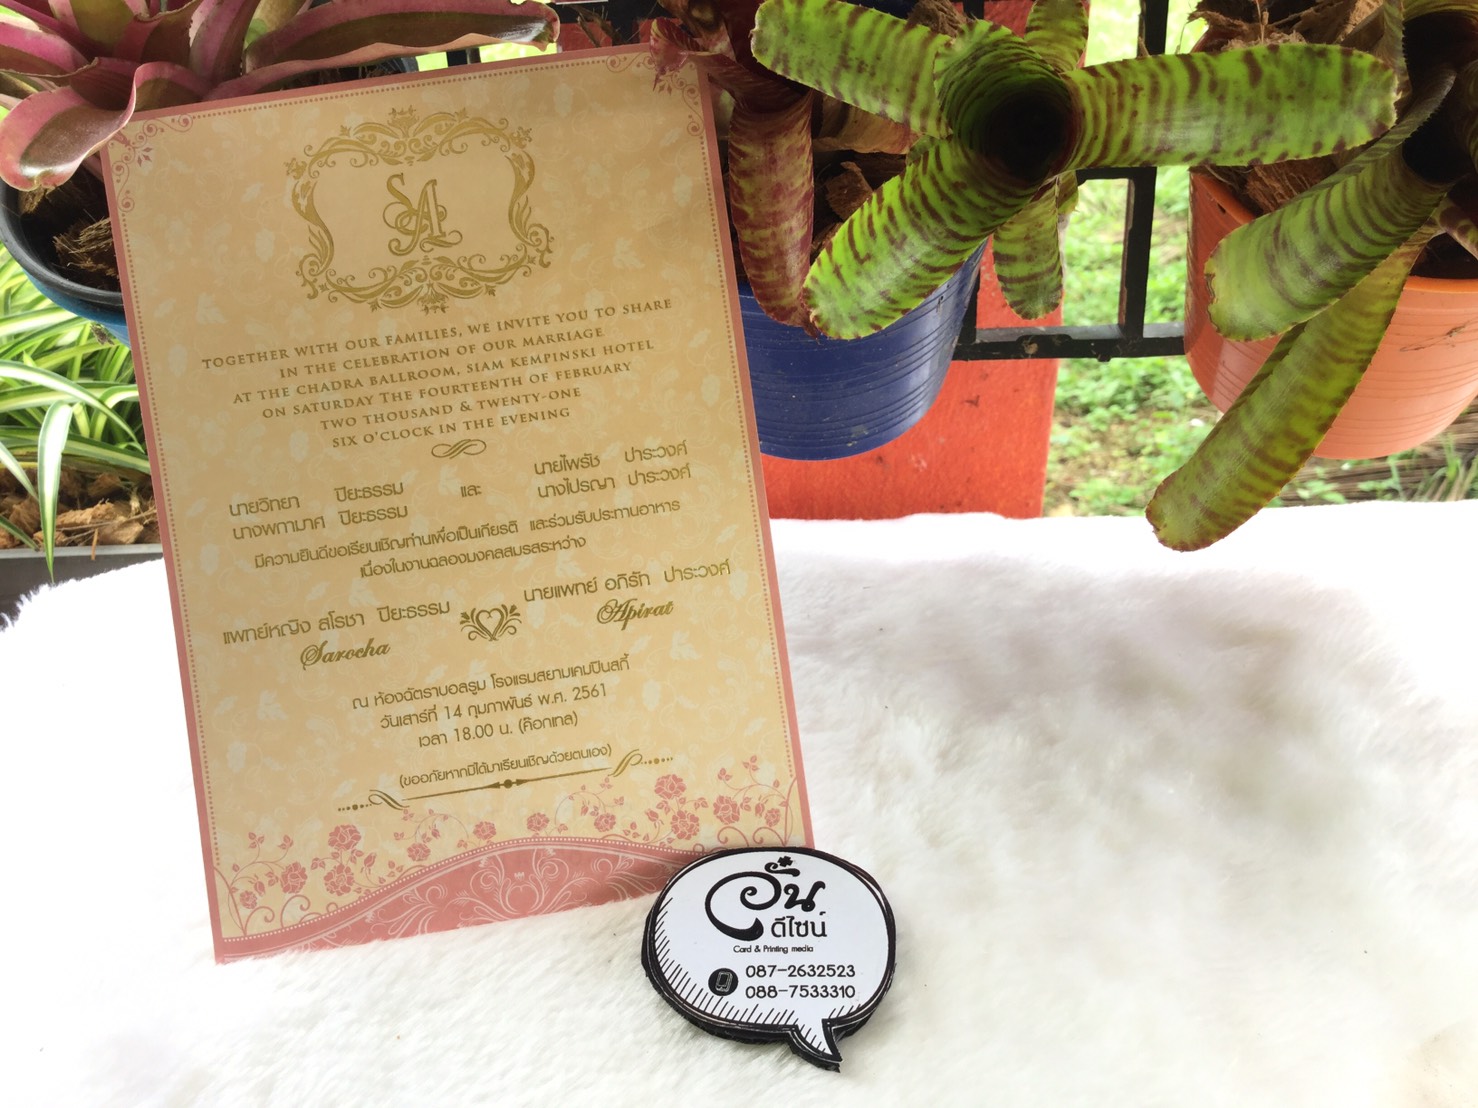 SA
TOGETHER WITH OUR FAMILIES, WE INVITE YOU TO SHARE
IN THE CELEBRATION OF OUR MARRIAGE
AT THE CHADRA BALLROOM, SIAM KEMPINSKI HOTEL
ON SATURDAY THE FOURTEENTH OF FEBRUARY
TWO THOUSAND & TWENTY-ONE
SIX O'CLOCK IN THE EVENING
นายวิทยา ปิยะธรรม และ นายไพรัช ปาระวงศ์
นางผกามาศ ปิยะธรรม นางไปรญา ปาระวงศ์
มีความยินดีขอเรียนเชิญท่านเพื่อเป็นเกียรติ และร่วมรับประทานอาหาร
เนื่องในงานฉลองมงคลสมรสระหว่าง
แพทย์หญิง สโรชา ปิยะธรรม นายแพทย์ อภิรัท ปาระวงศ์
Sarocha Apirat
ณ ห้องฉัตราบอลรูม โรงแรมสยามเคมปินสกี้
วันเสาร์ที่ 14 กุมภาพันธ์ พ.ศ. 2561
เวลา 18.00 น. (ค๊อกเทล)
(ขออภัยหากมิได้มาเรียนเชิญด้วยตนเอง)
อั๋น
ดีไซน์
Card & Printing media
087-2632523
088-7533310